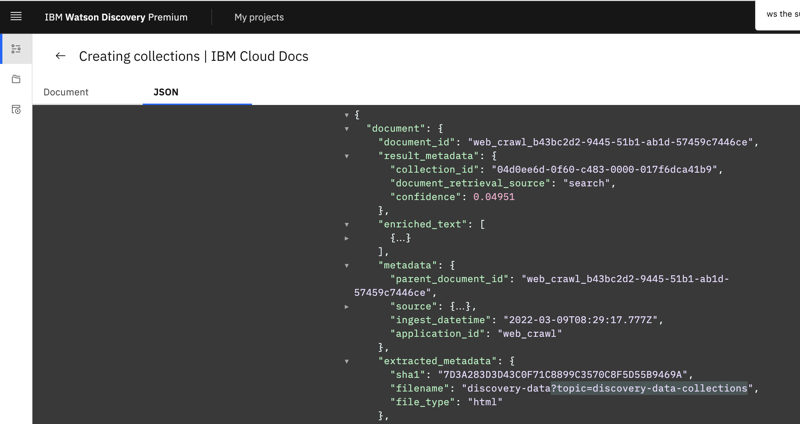 IBM Watson Discovery Premium
My projects
ws the su
Creating collections | IBM Cloud Docs
Document
JSON
{
"document": {
"document_id": "web_crawl_b43bc2d2-9445-51b1-ab1d-57459c7446ce",
"result_metadata": {
"collection_id": "04d0ee6d-0f60-c483-0000-017f6dca41b9",
"document_retrieval_source": "search",
"confidence": 0.04951
},
"enriched_text": [
{...}
],
"metadata": {
"parent_document_id": "web_crawl_b43bc2d2-9445-51b1-ab1d-
57459c7446ce",
"source": {...},
"ingest_datetime": "2022-03-09T08:29:17.777Z",
"application_id": "web_crawl"
},
"extracted_metadata": {
"sha1": "7D3A283D3D43C0F71C8899C3570C8F5D55B9469A",
"filename": "discovery-data?topic=discovery-data-collections",
"file_type": "html"
},